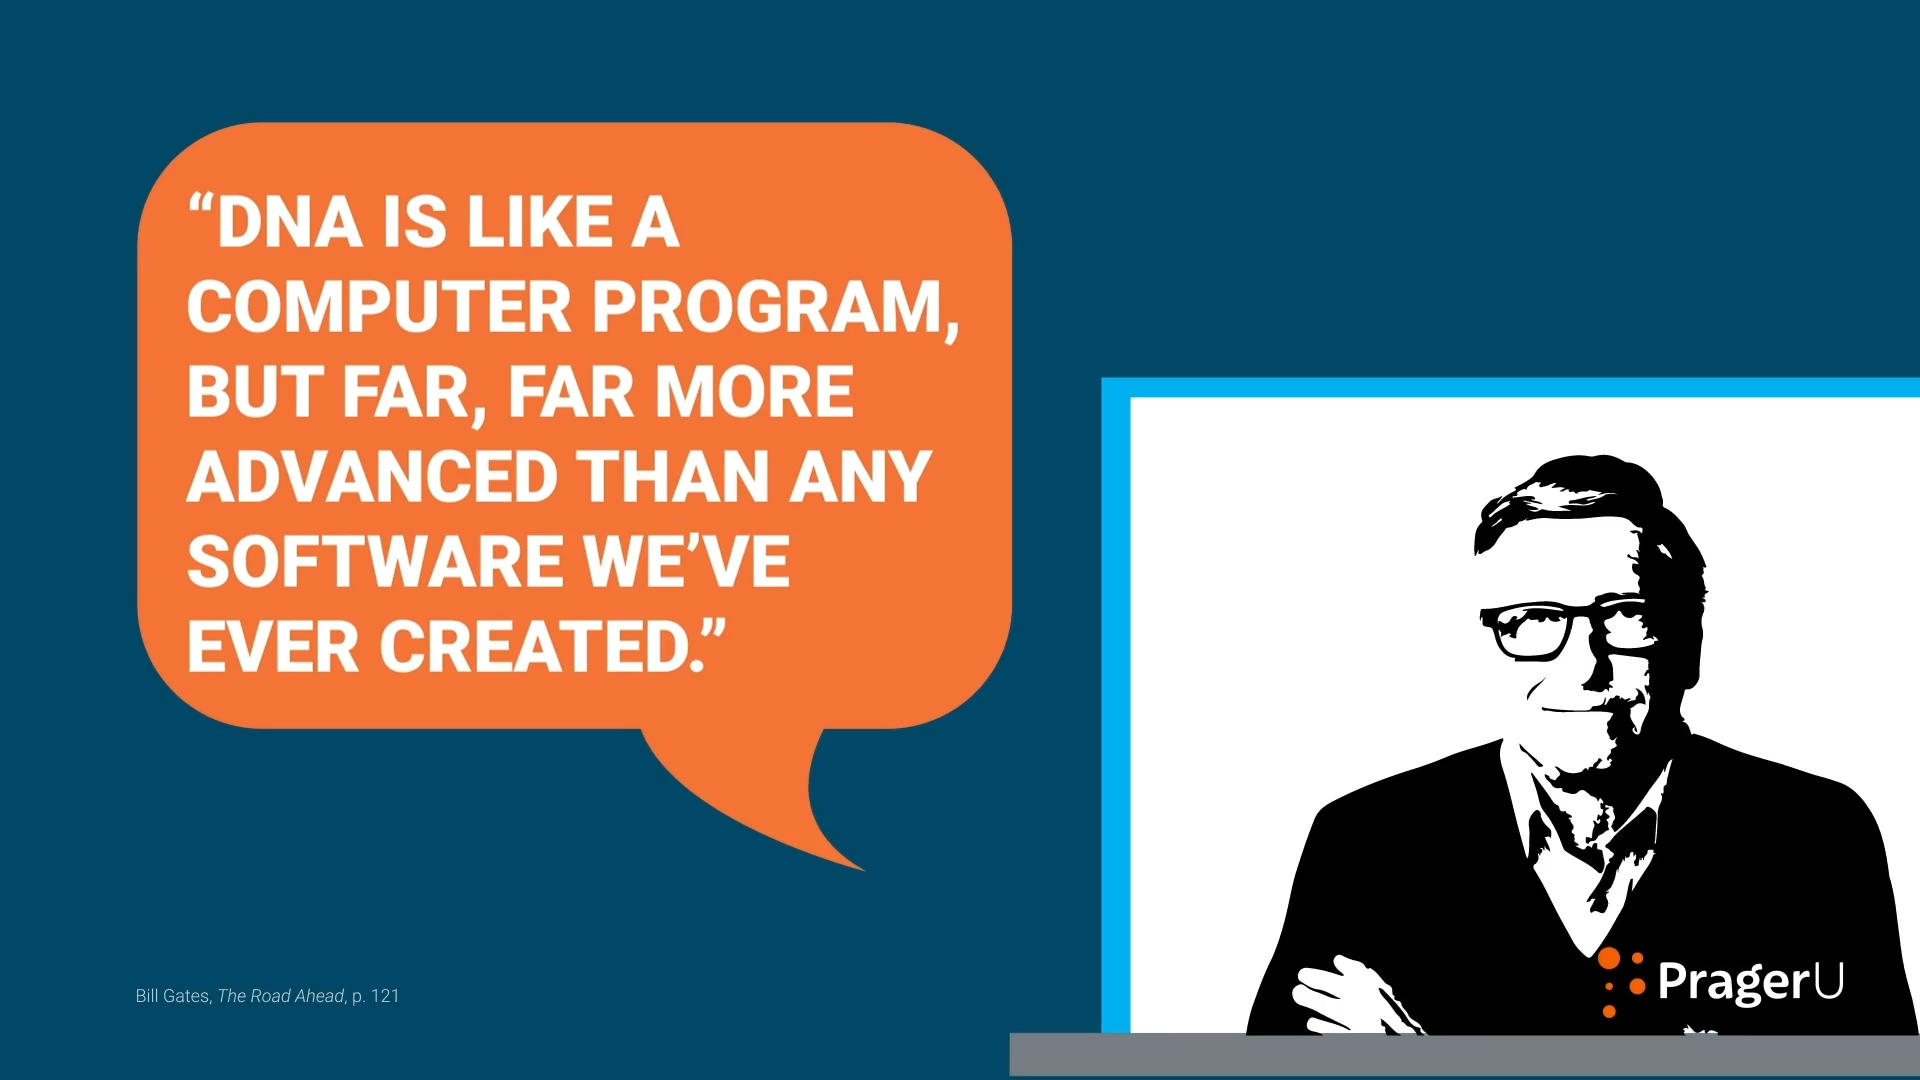 “DNA IS LIKE A
COMPUTER PROGRAM,
BUT FAR, FAR MORE
ADVANCED THAN ANY
SOFTWARE WE’VE
EVER CREATED.”
Bill Gates, The Road Ahead, p. 121
PragerU